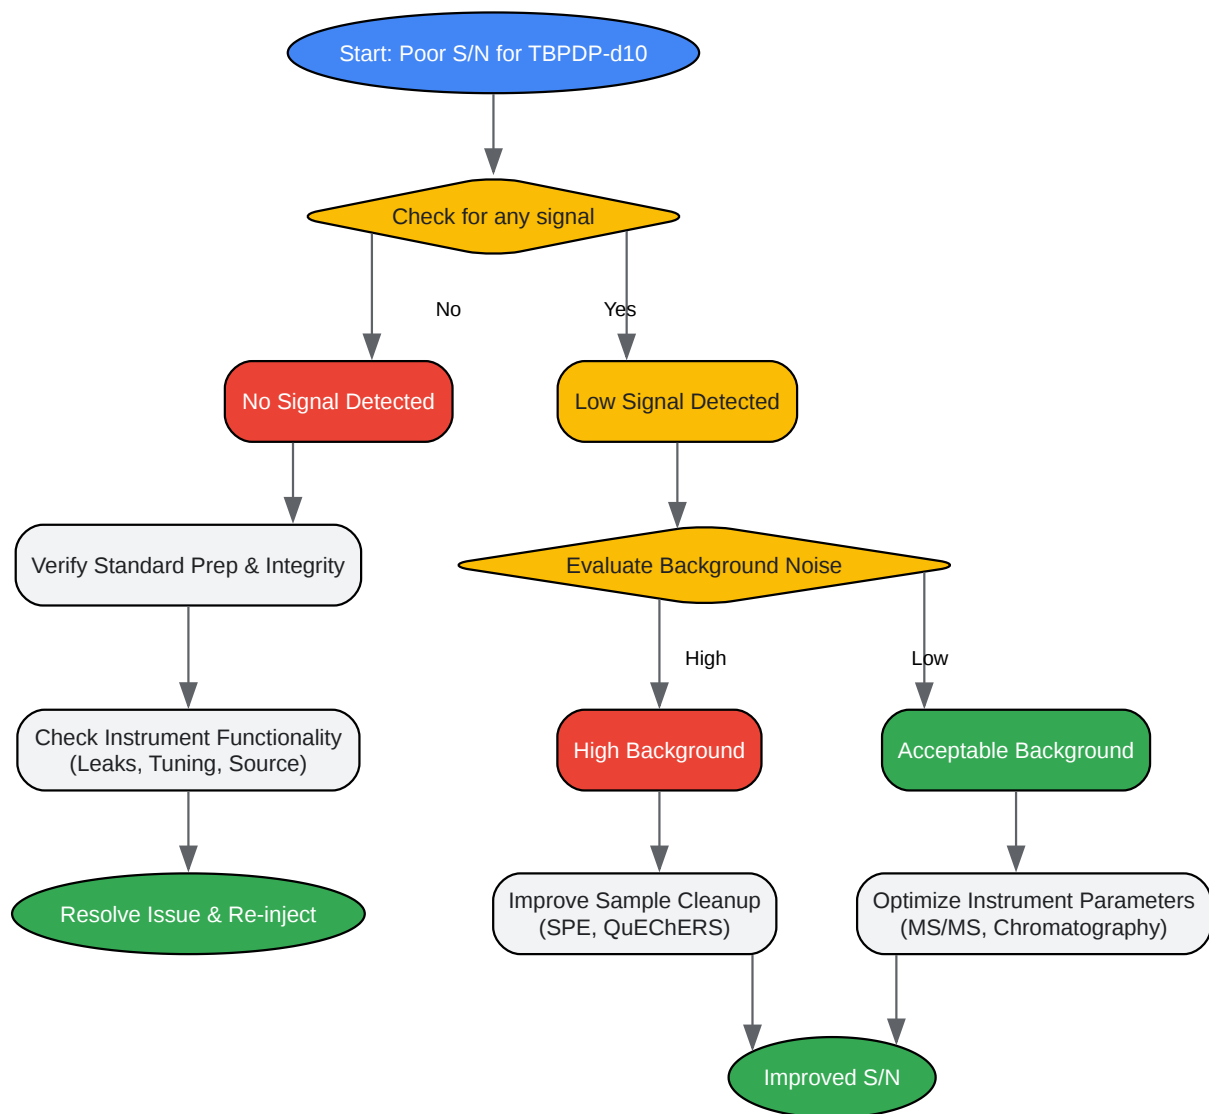 Start: Poor S/N for TBPDP-d10
Check for any signal
No
Yes
No Signal Detected
Low Signal Detected
Verify Standard Prep & Integrity
Evaluate Background Noise
High
Low
Check Instrument Functionality
(Leaks, Tuning, Source)
High Background
Acceptable Background
Resolve Issue & Re-inject
Improve Sample Cleanup
(SPE, QuEChERS)
Optimize Instrument Parameters
(MS/MS, Chromatography)
Improved S/N